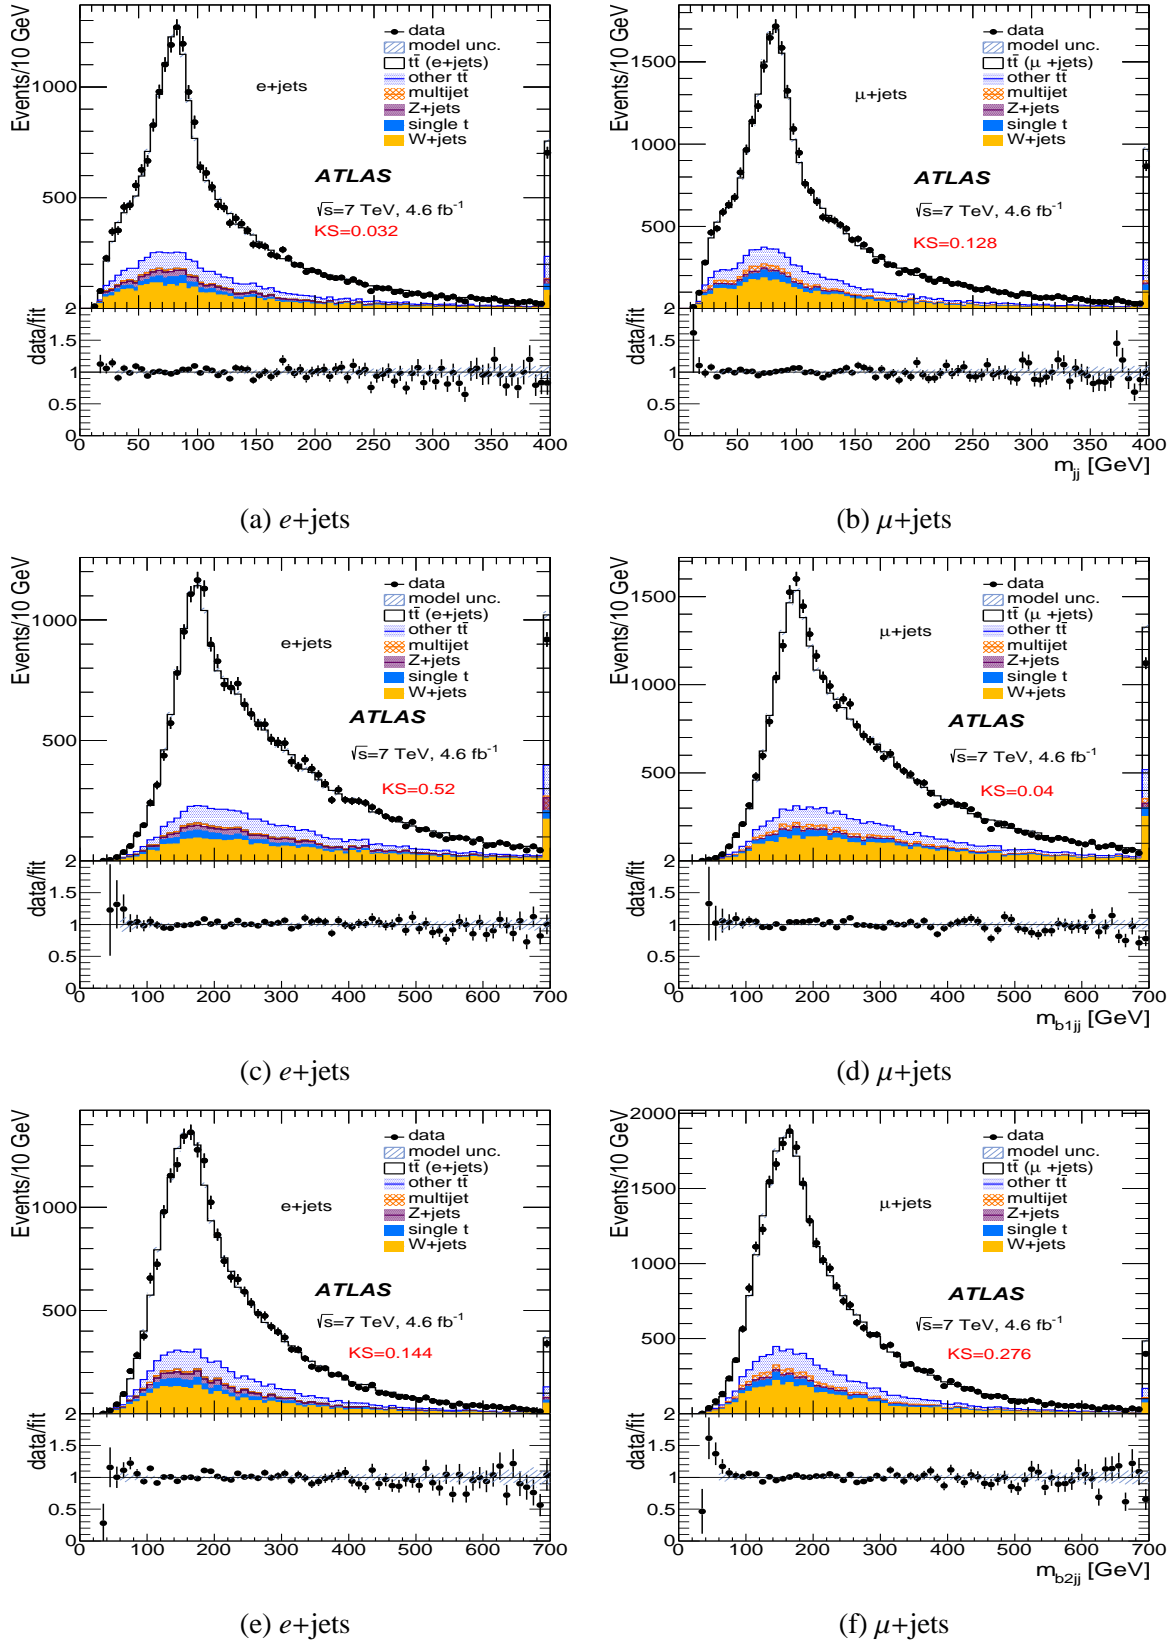 Events/10 GeV
1000
500
data
model unc.
tt̄ (e+jets)
other tt̄
multijet
Z+jets
single t
W+jets
e+jets
ATLAS
√s=7 TeV, 4.6 fb⁻¹
KS=0.032
data/fit
2
1.5
1
0.5
0
0 50 100 150 200 250 300 350 400
(a) e+jets
Events/10 GeV
1500
1000
500
data
model unc.
tt̄ (μ +jets)
other tt̄
multijet
Z+jets
single t
W+jets
μ+jets
ATLAS
√s=7 TeV, 4.6 fb⁻¹
KS=0.128
data/fit
2
1.5
1
0.5
0
0 50 100 150 200 250 300 350 400
m_jj [GeV]
(b) μ+jets
Events/10 GeV
1000
500
data
model unc.
tt̄ (e+jets)
other tt̄
multijet
Z+jets
single t
W+jets
e+jets
ATLAS
√s=7 TeV, 4.6 fb⁻¹
KS=0.52
data/fit
2
1.5
1
0.5
0
0 100 200 300 400 500 600 700
(c) e+jets
Events/10 GeV
1500
1000
500
data
model unc.
tt̄ (μ +jets)
other tt̄
multijet
Z+jets
single t
W+jets
μ+jets
ATLAS
√s=7 TeV, 4.6 fb⁻¹
KS=0.04
data/fit
2
1.5
1
0.5
0
0 100 200 300 400 500 600 700
m_b1jj [GeV]
(d) μ+jets
Events/10 GeV
1000
500
data
model unc.
tt̄ (e+jets)
other tt̄
multijet
Z+jets
single t
W+jets
e+jets
ATLAS
√s=7 TeV, 4.6 fb⁻¹
KS=0.144
data/fit
2
1.5
1
0.5
0
0 100 200 300 400 500 600 700
(e) e+jets
Events/10 GeV
2000
1500
1000
500
data
model unc.
tt̄ (μ +jets)
other tt̄
multijet
Z+jets
single t
W+jets
μ+jets
ATLAS
√s=7 TeV, 4.6 fb⁻¹
KS=0.276
data/fit
2
1.5
1
0.5
0
0 100 200 300 400 500 600 700
m_b2jj [GeV]
(f) μ+jets